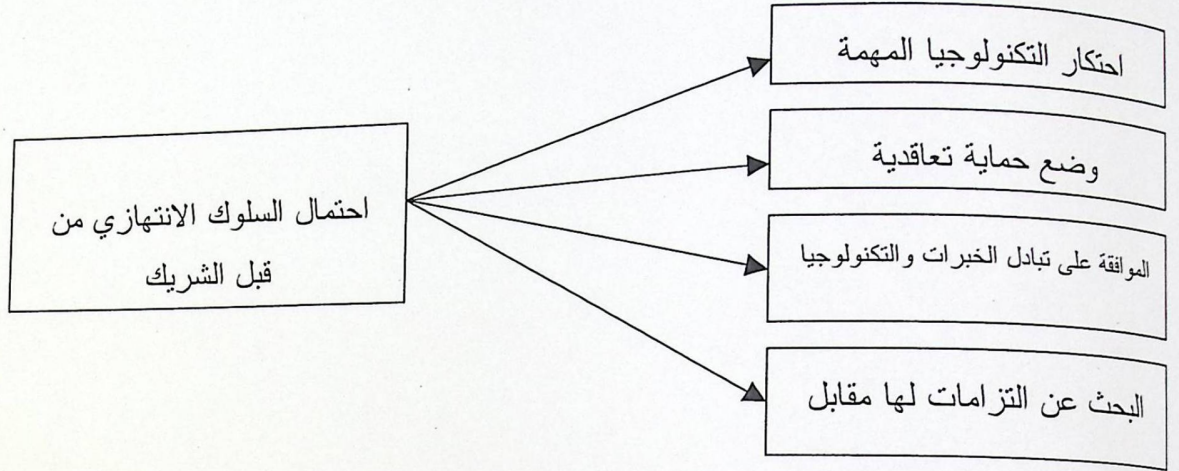 احتكار التكنولوجيا المهمة
وضع حماية تعاقدية
احتمال السلوك الانتهازي من
قبل الشريك
الموافقة على تبادل الخبرات والتكنولوجيا
البحث عن التزامات لها مقابل